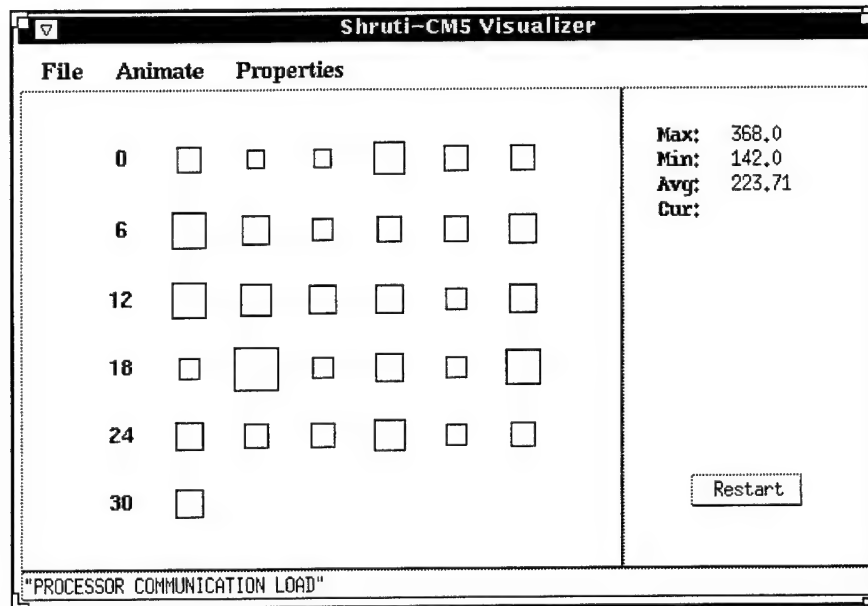 Shruti-CM5 Visualizer
File Animate Properties
0
6
12
18
24
30
Max: 368.0
Min: 142.0
Avg: 223.71
Cur:
Restart
"PROCESSOR COMMUNICATION LOAD"